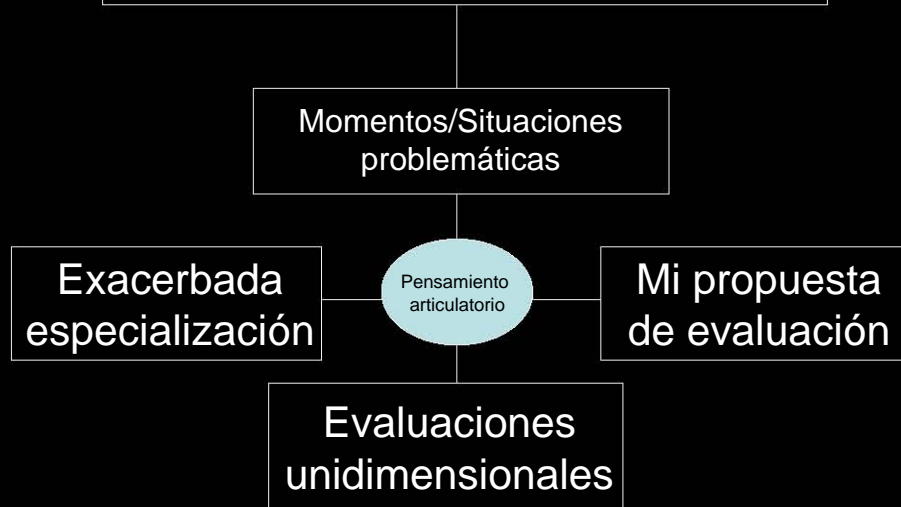 Momentos/Situaciones
problemáticas
Exacerbada
especialización
Pensamiento
articulatorio
Mi propuesta
de evaluación
Evaluaciones
unidimensionales